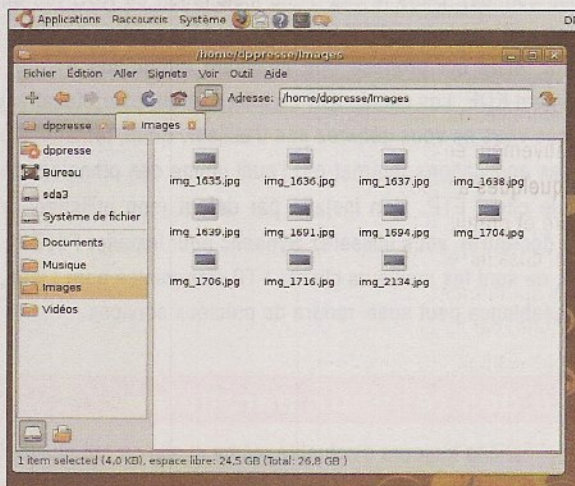 Applications Raccourcis Système
/home/dppresse/Images
Fichier Édition Aller Signets Voir Outil Aide
Adresse: /home/dppresse/Images
dppresse
Images
dppresse
Bureau
sda3
Système de fichier
Documents
Musique
Images
Vidéos
img_1635.jpg img_1636.jpg img_1637.jpg img_1638.jpg
img_1639.jpg img_1691.jpg img_1694.jpg img_1704.jpg
img_1706.jpg img_1716.jpg img_2134.jpg
1 item selected (4,0 KB), espace libre: 24,5 GB (Total: 26,8 GB )